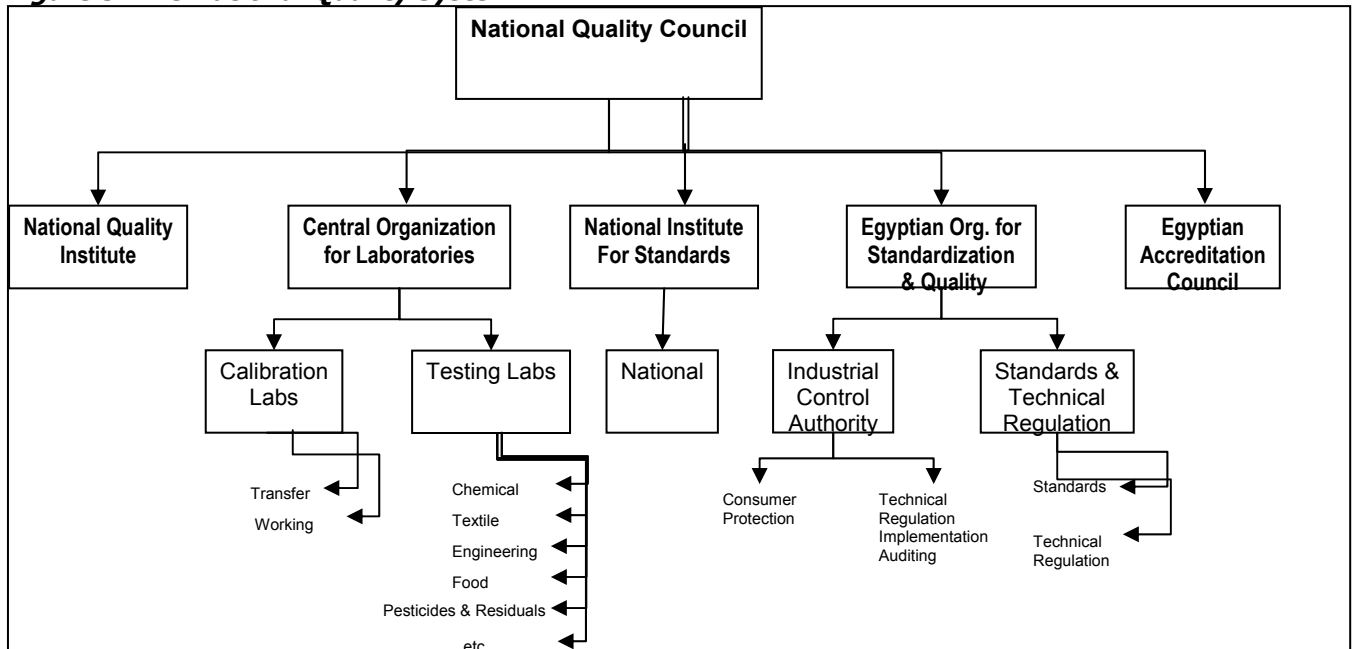 National Quality Council
National Quality
Institute
Central Organization
for Laboratories
National Institute
For Standards
Egyptian Org. for
Standardization
& Quality
Egyptian
Accreditation
Council
Calibration
Labs
Testing Labs
National
Industrial
Control
Authority
Standards &
Technical
Regulation
Transfer
Working
Chemical
Textile
Engineering
Food
Pesticides & Residuals
etc
Consumer
Protection
Technical
Regulation
Implementation
Auditing
Standards
Technical
Regulation